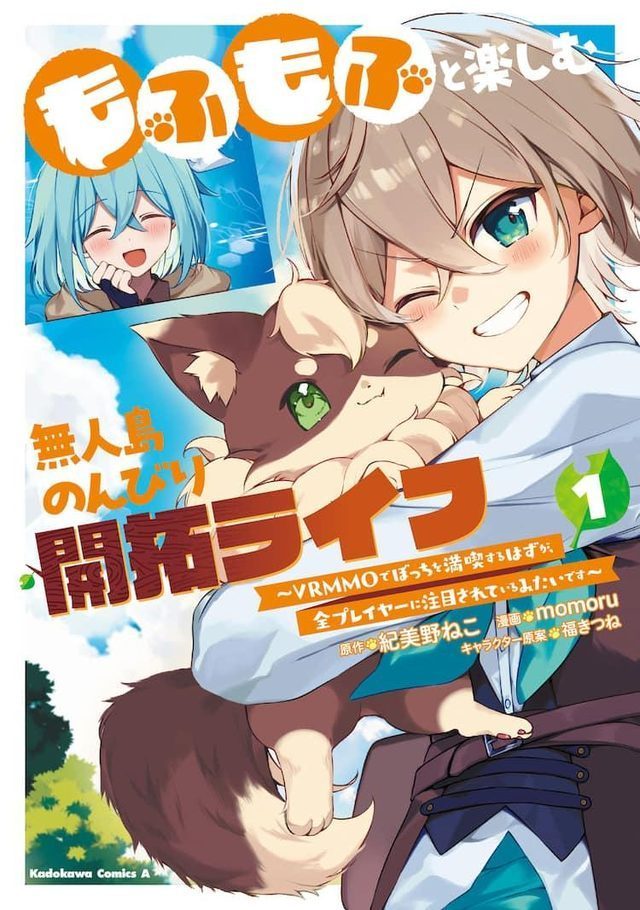 もふもふと楽しむ
無人島
のんびり
開拓ライフ
1
～VRMMOでぼっちを満喫するはずが、
全プレイヤーに注目されているみたいです～
原作 紀美野ねこ 漫画 momoru
キャラクター原案 福きつね
Kadokawa Comics A